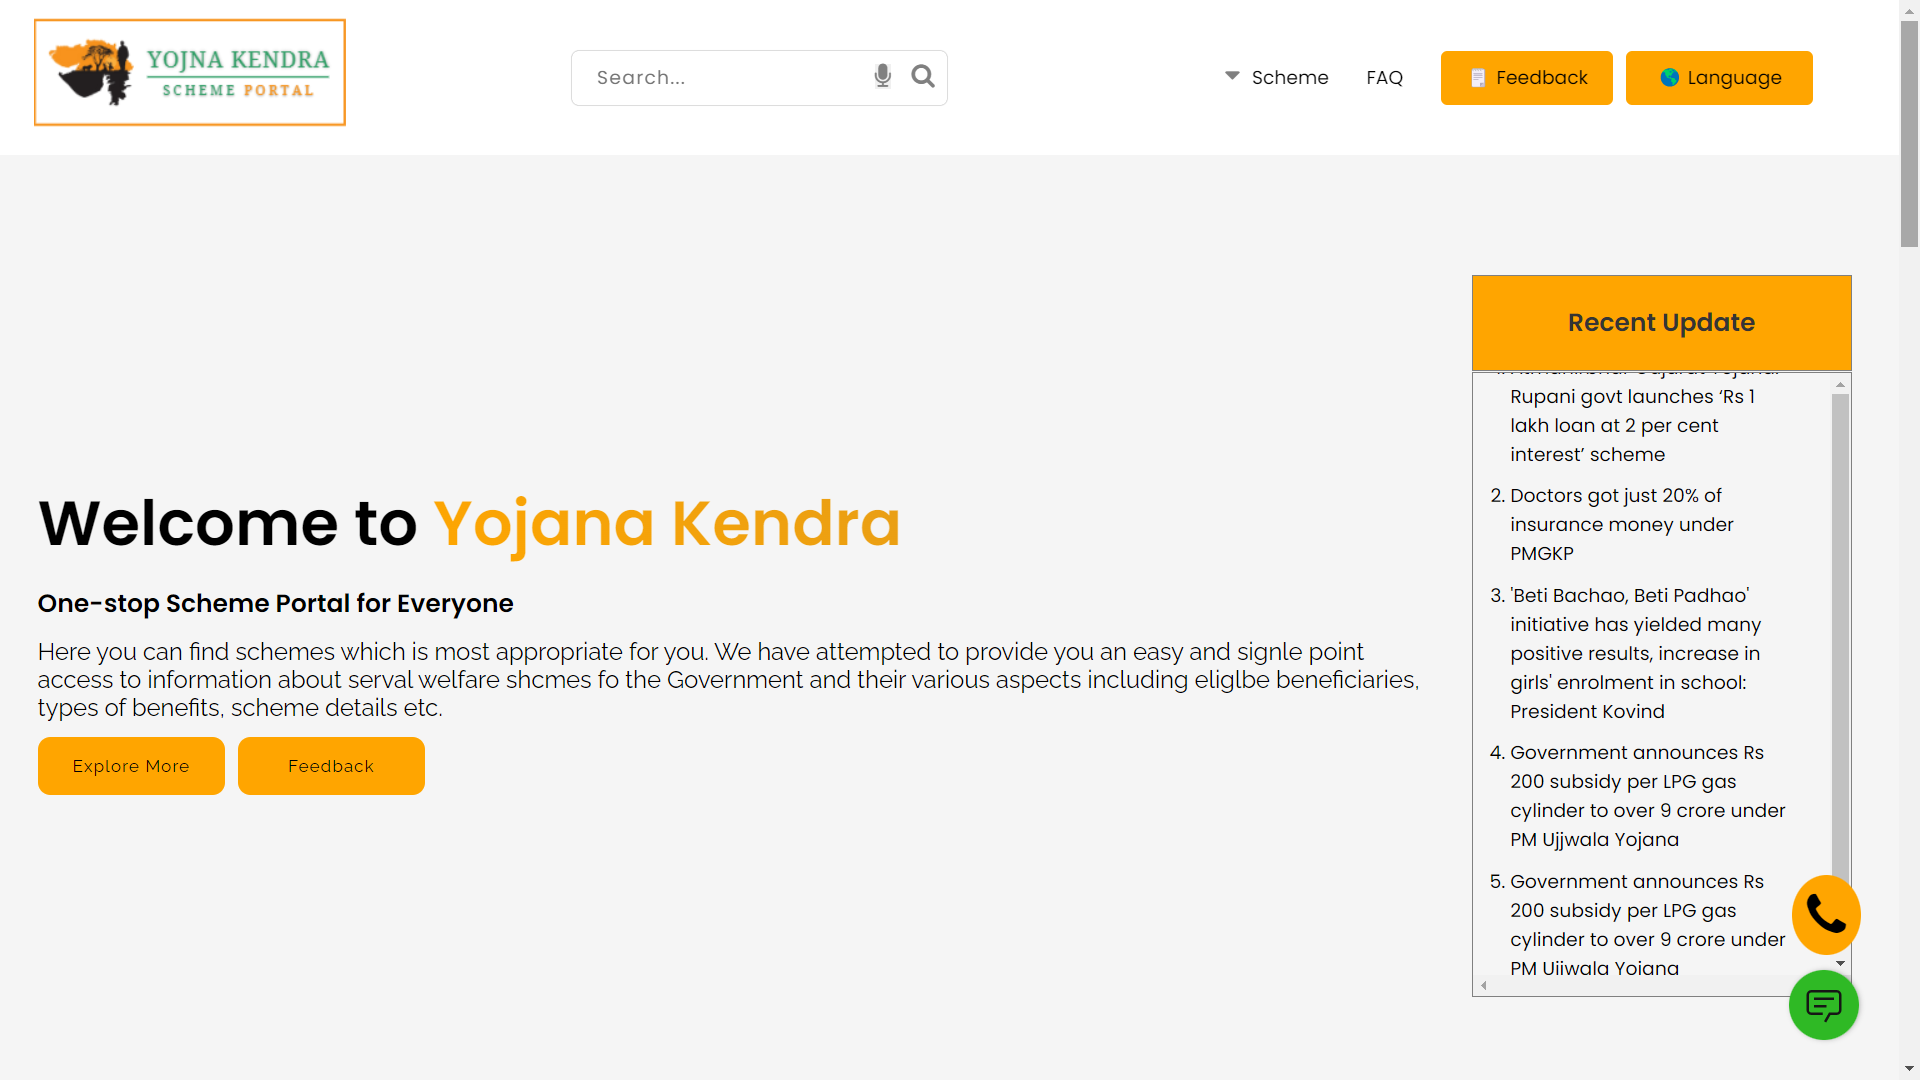 YOJNA KENDRA
SCHEME PORTAL
Search...
Scheme
FAQ
Feedback
Language
Recent Update
Rupani govt launches ‘Rs 1
lakh loan at 2 per cent
interest’ scheme
2. Doctors got just 20% of
insurance money under
PMGKP
3. 'Beti Bachao, Beti Padhao'
initiative has yielded many
positive results, increase in
girls' enrolment in school:
President Kovind
4. Government announces Rs
200 subsidy per LPG gas
cylinder to over 9 crore under
PM Ujjwala Yojana
5. Government announces Rs
200 subsidy per LPG gas
cylinder to over 9 crore under
PM Ujjwala Yojana
Welcome to Yojana Kendra
One-stop Scheme Portal for Everyone
Here you can find schemes which is most appropriate for you. We have attempted to provide you an easy and signle point
access to information about serval welfare shcmes fo the Government and their various aspects including eliglbe beneficiaries,
types of benefits, scheme details etc.
Explore More
Feedback